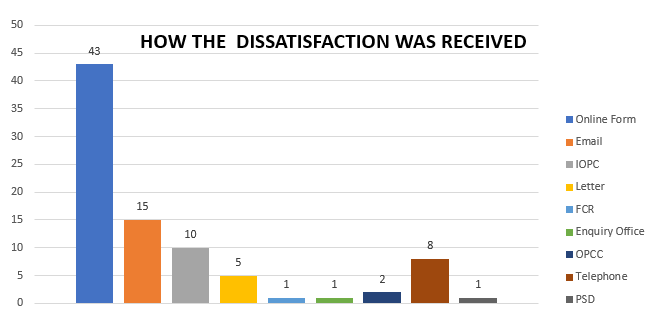 HOW THE  DISSATISFACTION WAS RECEIVED
50
45
40
35
30
25
20
15
10
5
0
43
15
10
5
1
1
2
8
1
Online Form
Email
IOPC
Letter
FCR
Enquiry Office
OPCC
Telephone
PSD